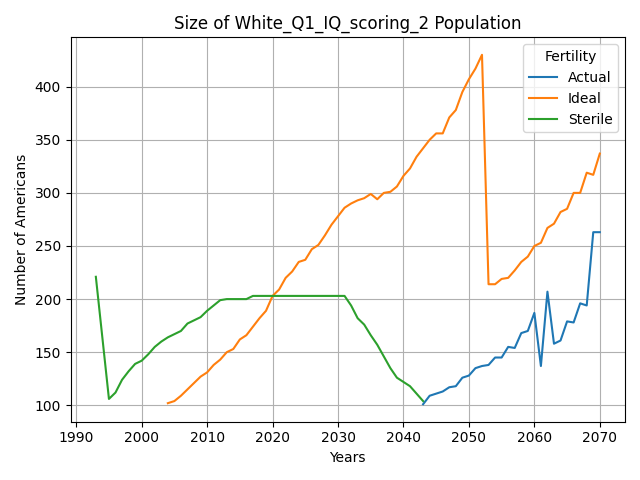 Size of White_Q1_IQ_scoring_2 Population
Number of Americans
400
350
300
250
200
150
100
1990
2000
2010
2020
2030
2040
2050
2060
2070
Years
Fertility
Actual
Ideal
Sterile